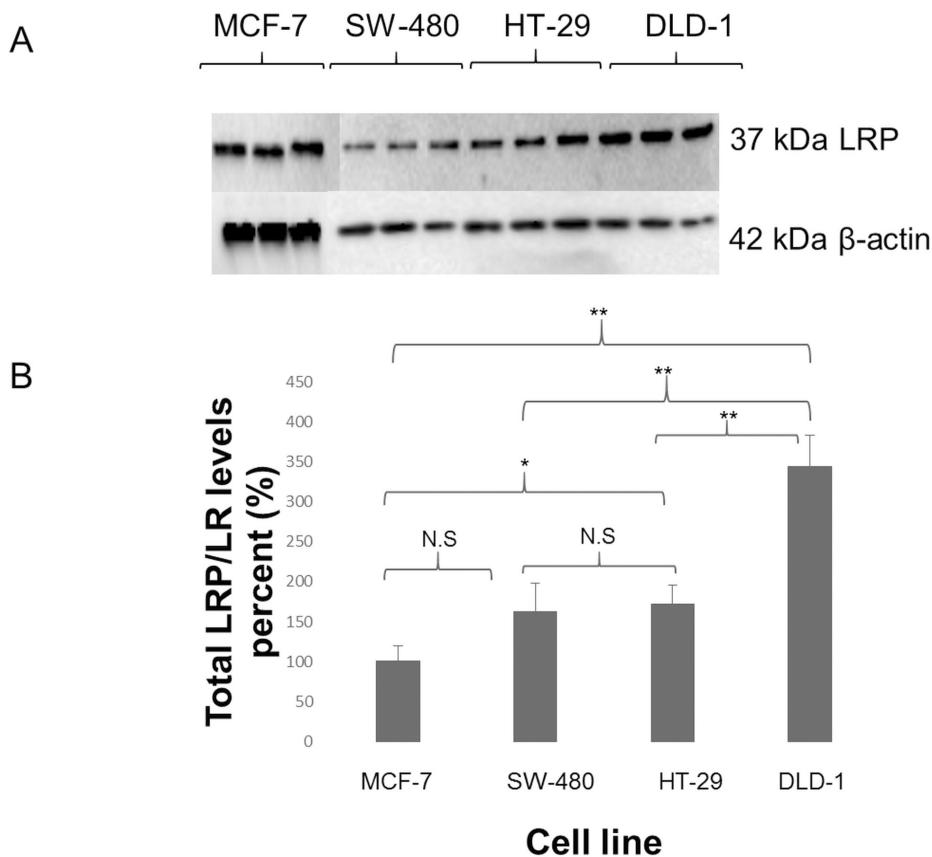 A
MCF-7 SW-480 HT-29 DLD-1
37 kDa LRP
42 kDa β-actin
B
**
**
**
*
N.S
N.S
Total LRP/LR levels
percent (%)
450
400
350
300
250
200
150
100
50
0
MCF-7 SW-480 HT-29 DLD-1
Cell line